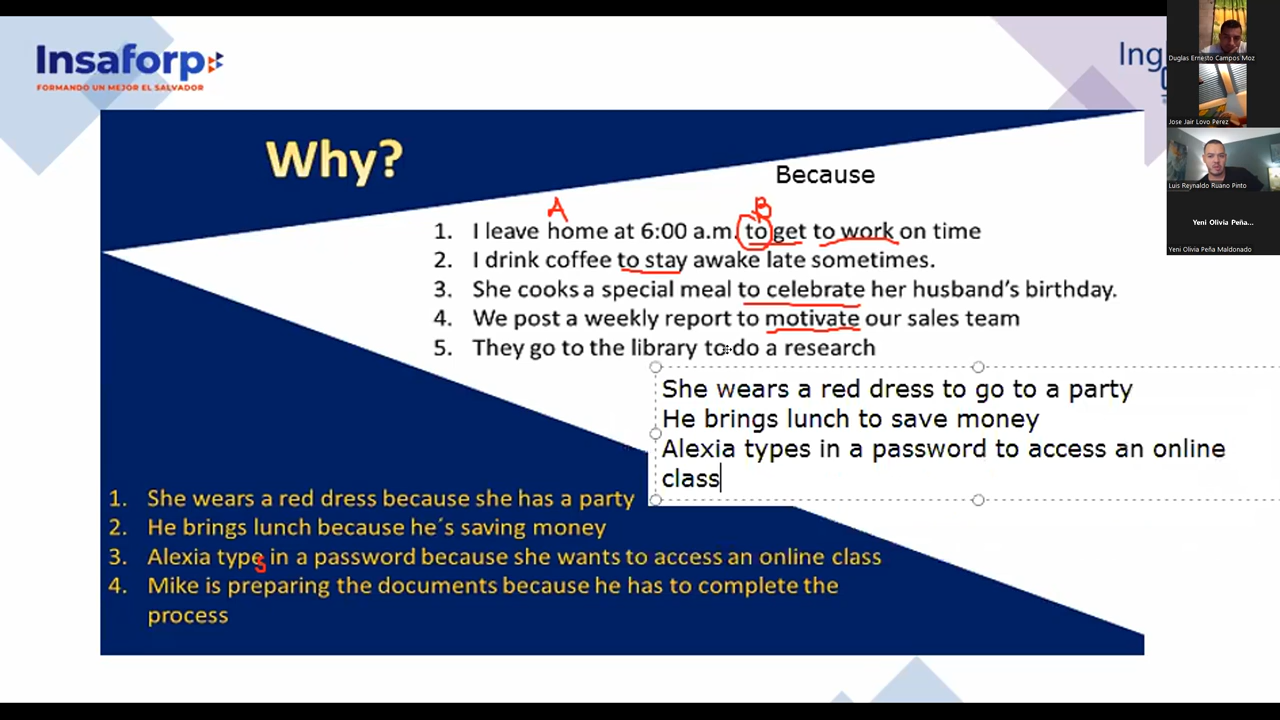 Insaforp
FORMANDO UN MEJOR EL SALVADOR
Ing
Why?
Because
A B
1. I leave home at 6:00 a.m. to get to work on time
2. I drink coffee to stay awake late sometimes.
3. She cooks a special meal to celebrate her husband's birthday.
4. We post a weekly report to motivate our sales team
5. They go to the library to do a research
She wears a red dress to go to a party
He brings lunch to save money
Alexia types in a password to access an online
class
1. She wears a red dress because she has a party
2. He brings lunch because he´s saving money
3. Alexia types in a password because she wants to access an online class
4. Mike is preparing the documents because he has to complete the
process
Duglas Ernesto Campos Moz
Jose Jair Lovo Perez
Luis Reynaldo Ruano Pinto
Yeni Olivia Peña...
Yeni Olivia Peña Maldonado